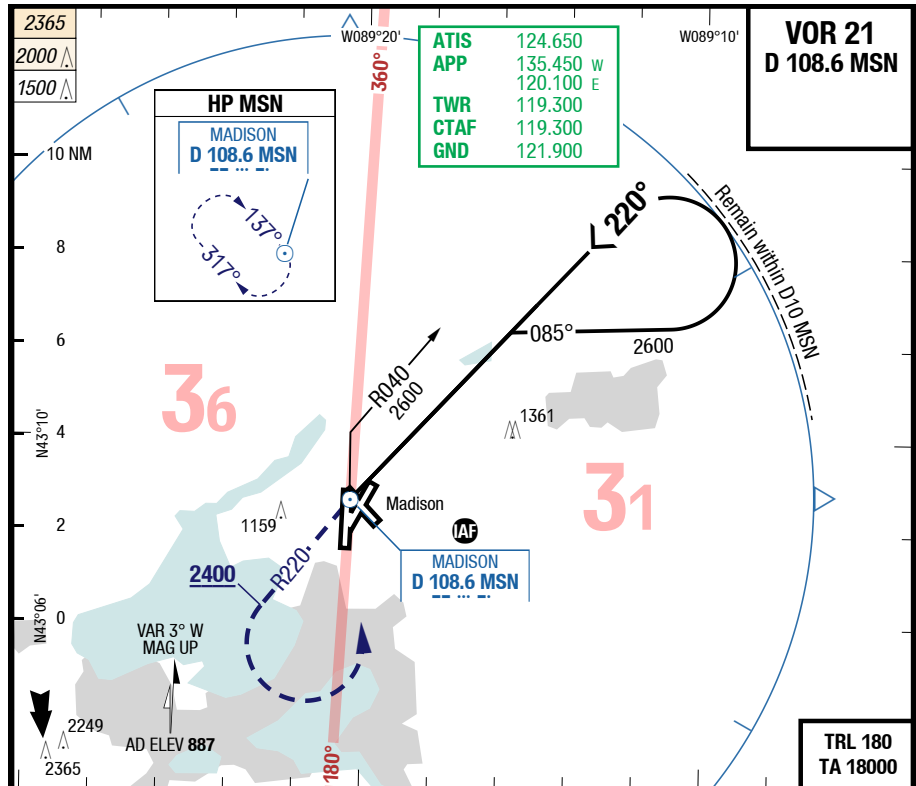 2365
2000
1500
W089°20'
W089°10'
VOR 21
D 108.6 MSN
ATIS 124.650
APP 135.450 W
120.100 E
TWR 119.300
CTAF 119.300
GND 121.900
360°
HP MSN
MADISON
D 108.6 MSN
137°
317°
10 NM
8
6
4
2
0
N43°10'
N43°06'
220°
Remain within D10 MSN
085°
2600
R040
2600
36
31
1361
1159
Madison
IAF
MADISON
D 108.6 MSN
R220
2400
VAR 3° W
MAG UP
AD ELEV 887
2249
2365
180°
TRL 180
TA 18000